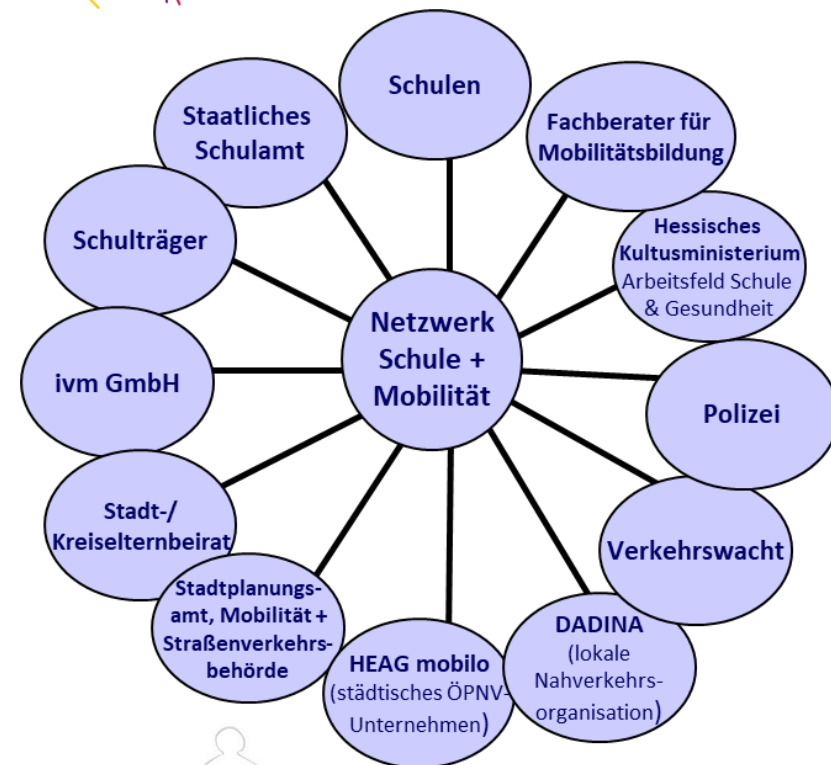 Schulen
Fachberater für
Mobilitätsbildung
Hessisches
Kultusministerium
Arbeitsfeld Schule
& Gesundheit
Polizei
Verkehrswacht
DADINA
(lokale
Nahverkehrs-
organisation)
HEAG mobilo
(städtisches ÖPNV-
Unternehmen)
Stadtplanungs-
amt, Mobilität +
Straßenverkehrs-
behörde
Stadt-/
Kreiselternbeirat
ivm GmbH
Schulträger
Staatliches
Schulamt
Netzwerk
Schule +
Mobilität